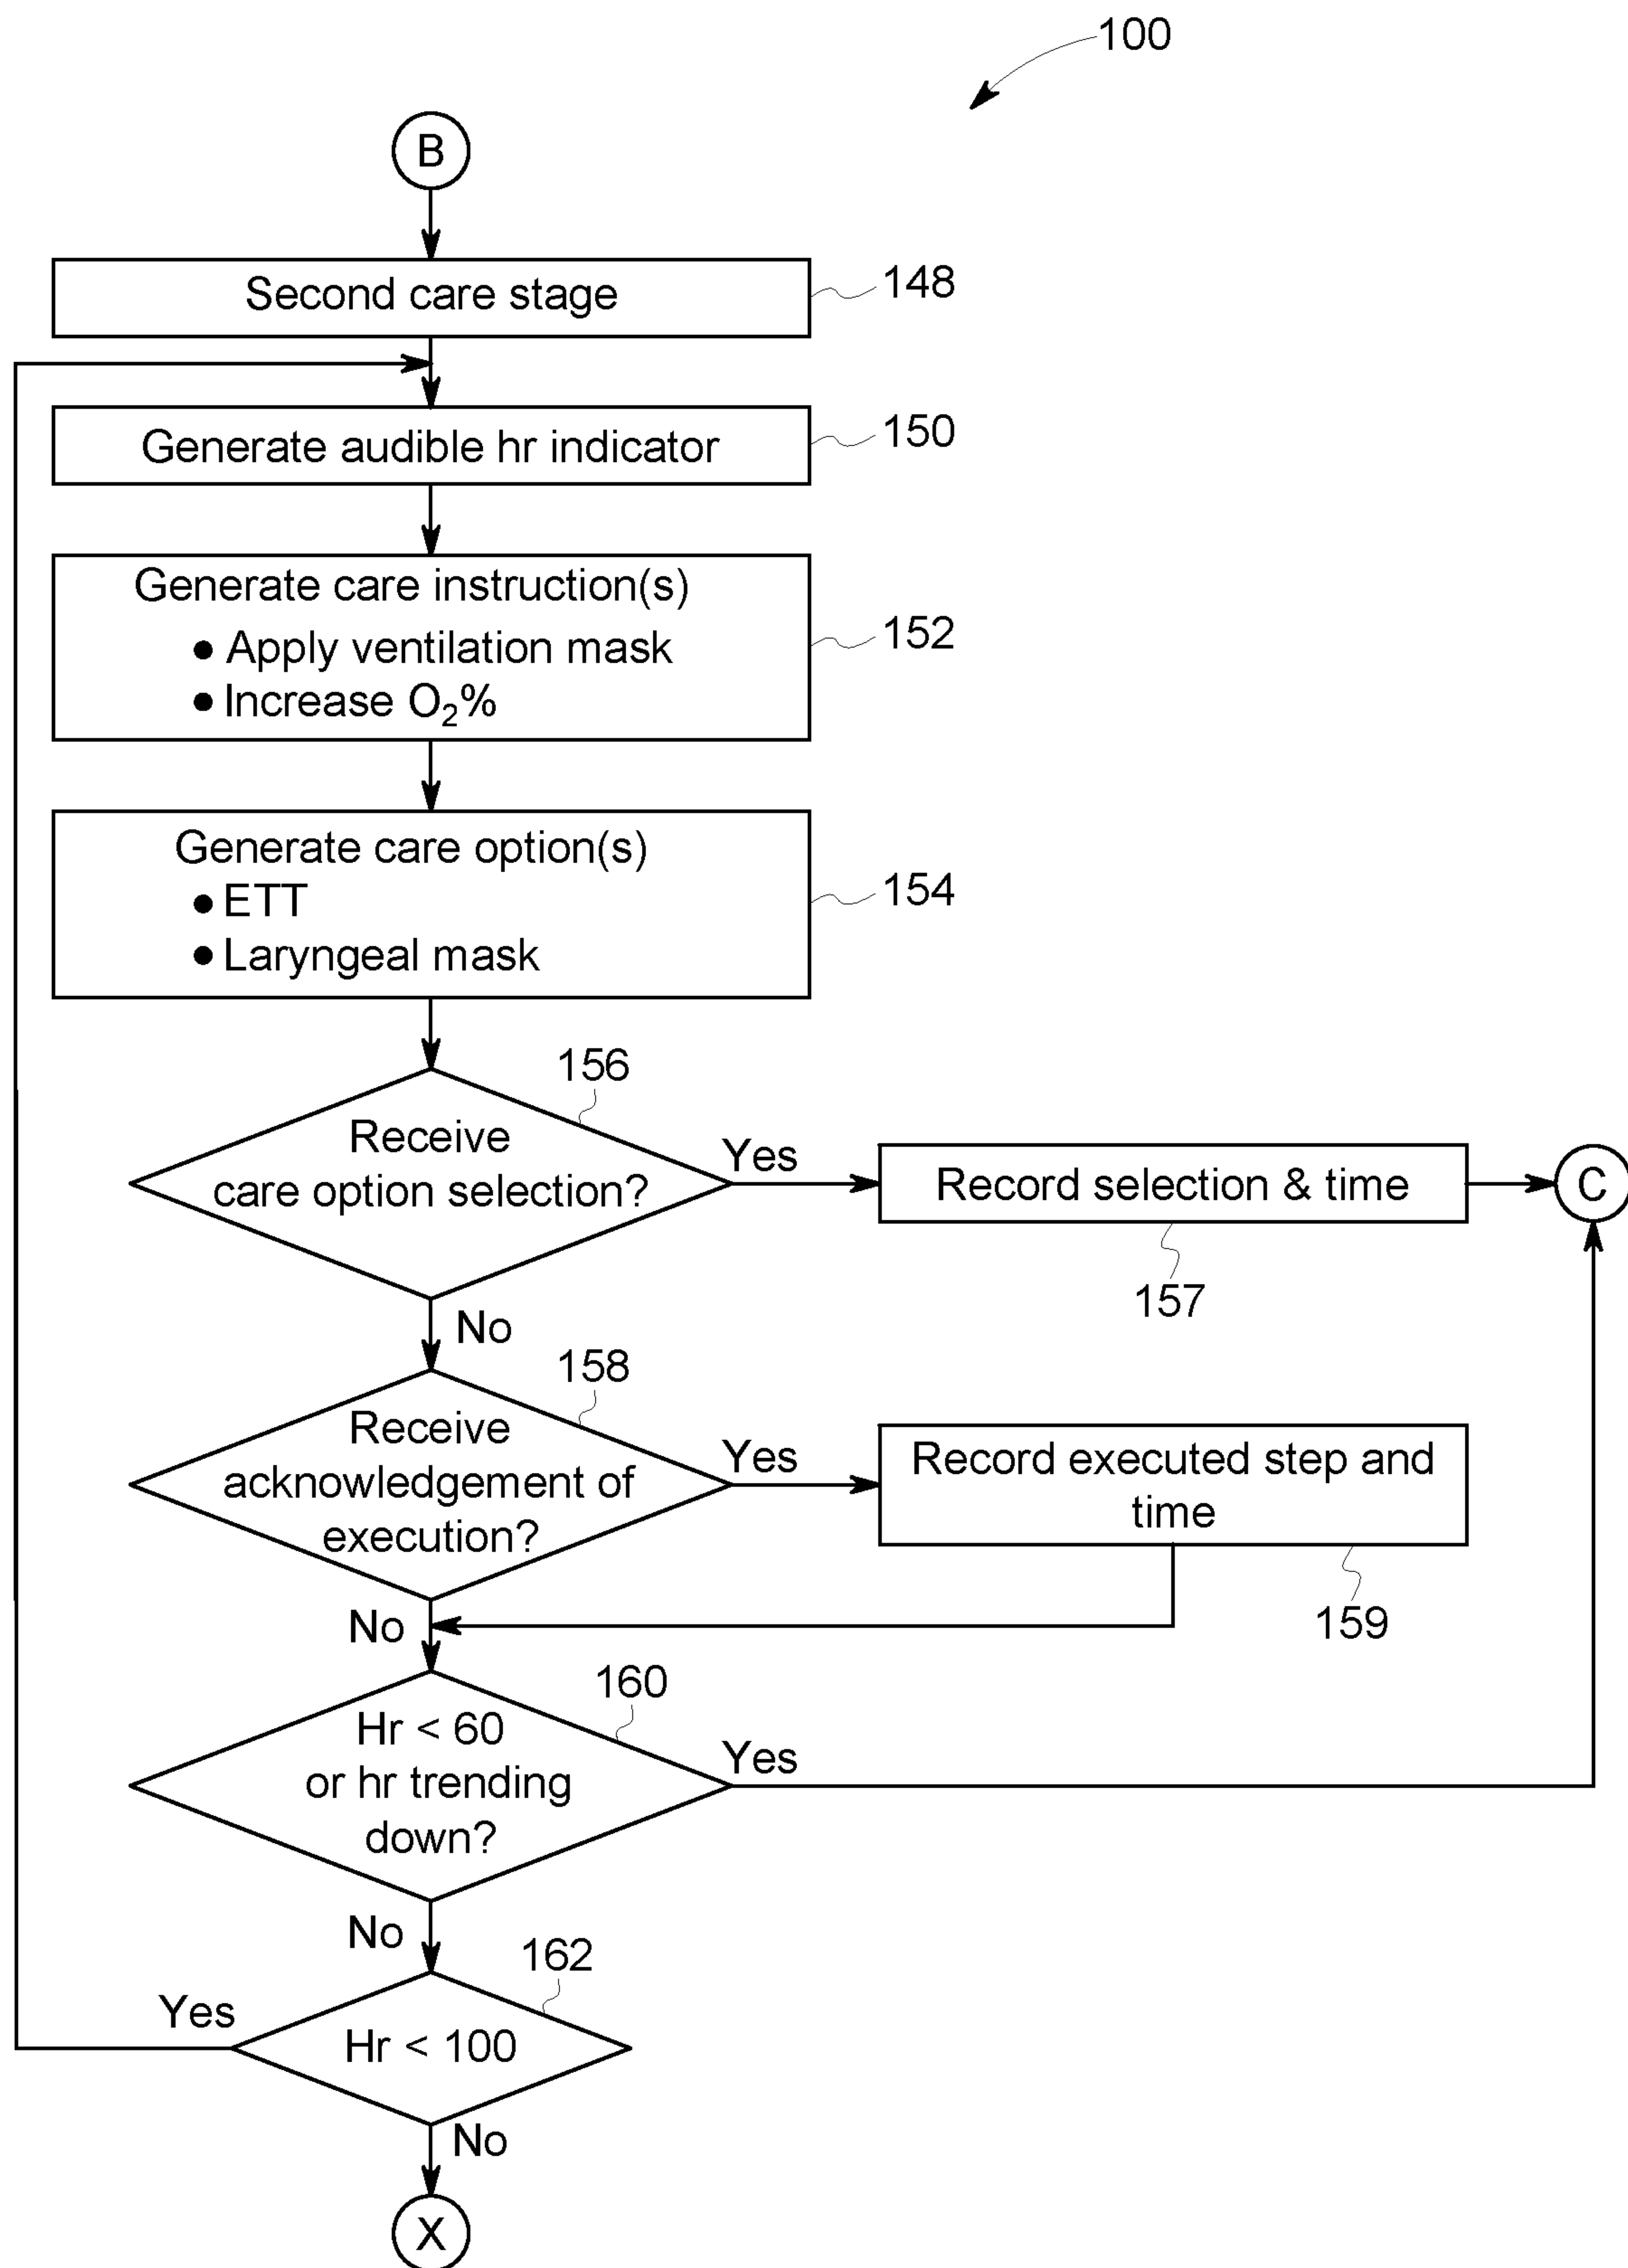 100
B
Second care stage
148
Generate audible hr indicator
150
Generate care instruction(s)
● Apply ventilation mask
● Increase O₂%
152
Generate care option(s)
● ETT
● Laryngeal mask
154
156
Receive
care option selection?
Yes
Record selection & time
C
157
No
158
Receive
acknowledgement of
execution?
Yes
Record executed step and
time
159
No
160
Hr < 60
or hr trending
down?
Yes
No
162
Yes
Hr < 100
No
X